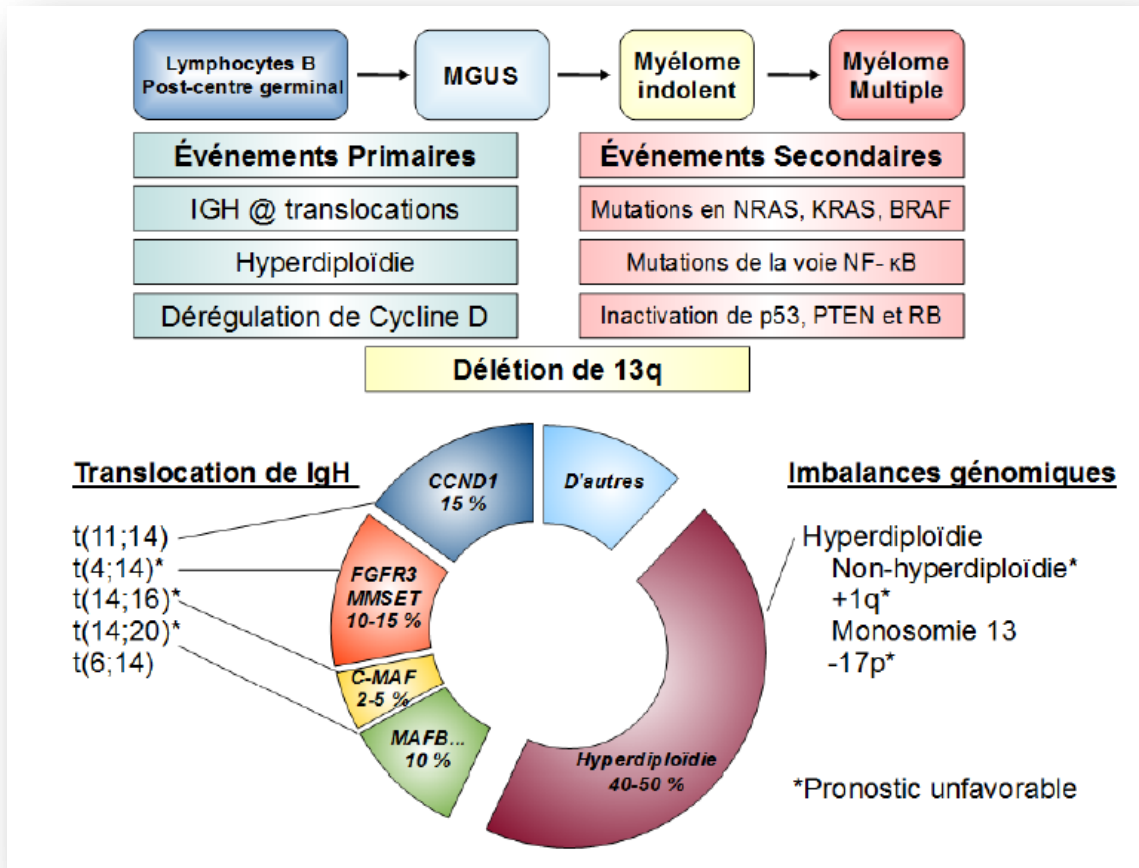 Lymphocytes B
Post-centre germinal
MGUS
Myélome
indolent
Myélome
Multiple
Événements Primaires
IGH @ translocations
Hyperdiploïdie
Dérégulation de Cycline D
Événements Secondaires
Mutations en NRAS, KRAS, BRAF
Mutations de la voie NF- κB
Inactivation de p53, PTEN et RB
Délétion de 13q
Translocation de IgH
t(11;14)
t(4;14)*
t(14;16)*
t(14;20)*
t(6;14)
CCND1
15 %
FGFR3
MMSET
10-15 %
C-MAF
2-5 %
MAFB...
10 %
D'autres
Hyperdiploïdie
40-50 %
Imbalances génomiques
Hyperdiploïdie
Non-hyperdiploïdie*
+1q*
Monosomie 13
-17p*
*Pronostic unfavorable